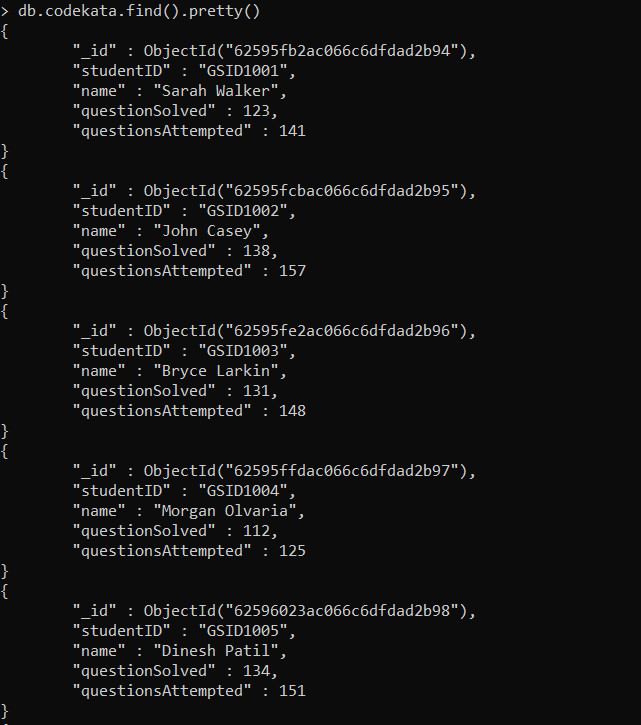 > db.codekata.find().pretty()
{
"_id" : ObjectId("62595fb2ac066c6dfdad2b94"),
"studentID" : "GSID1001",
"name" : "Sarah Walker",
"questionSolved" : 123,
"questionsAttempted" : 141
}
{
"_id" : ObjectId("62595fcbac066c6dfdad2b95"),
"studentID" : "GSID1002",
"name" : "John Casey",
"questionSolved" : 138,
"questionsAttempted" : 157
}
{
"_id" : ObjectId("62595fe2ac066c6dfdad2b96"),
"studentID" : "GSID1003",
"name" : "Bryce Larkin",
"questionSolved" : 131,
"questionsAttempted" : 148
}
{
"_id" : ObjectId("62595ffdac066c6dfdad2b97"),
"studentID" : "GSID1004",
"name" : "Morgan Olvaria",
"questionSolved" : 112,
"questionsAttempted" : 125
}
{
"_id" : ObjectId("62596023ac066c6dfdad2b98"),
"studentID" : "GSID1005",
"name" : "Dinesh Patil",
"questionSolved" : 134,
"questionsAttempted" : 151
}